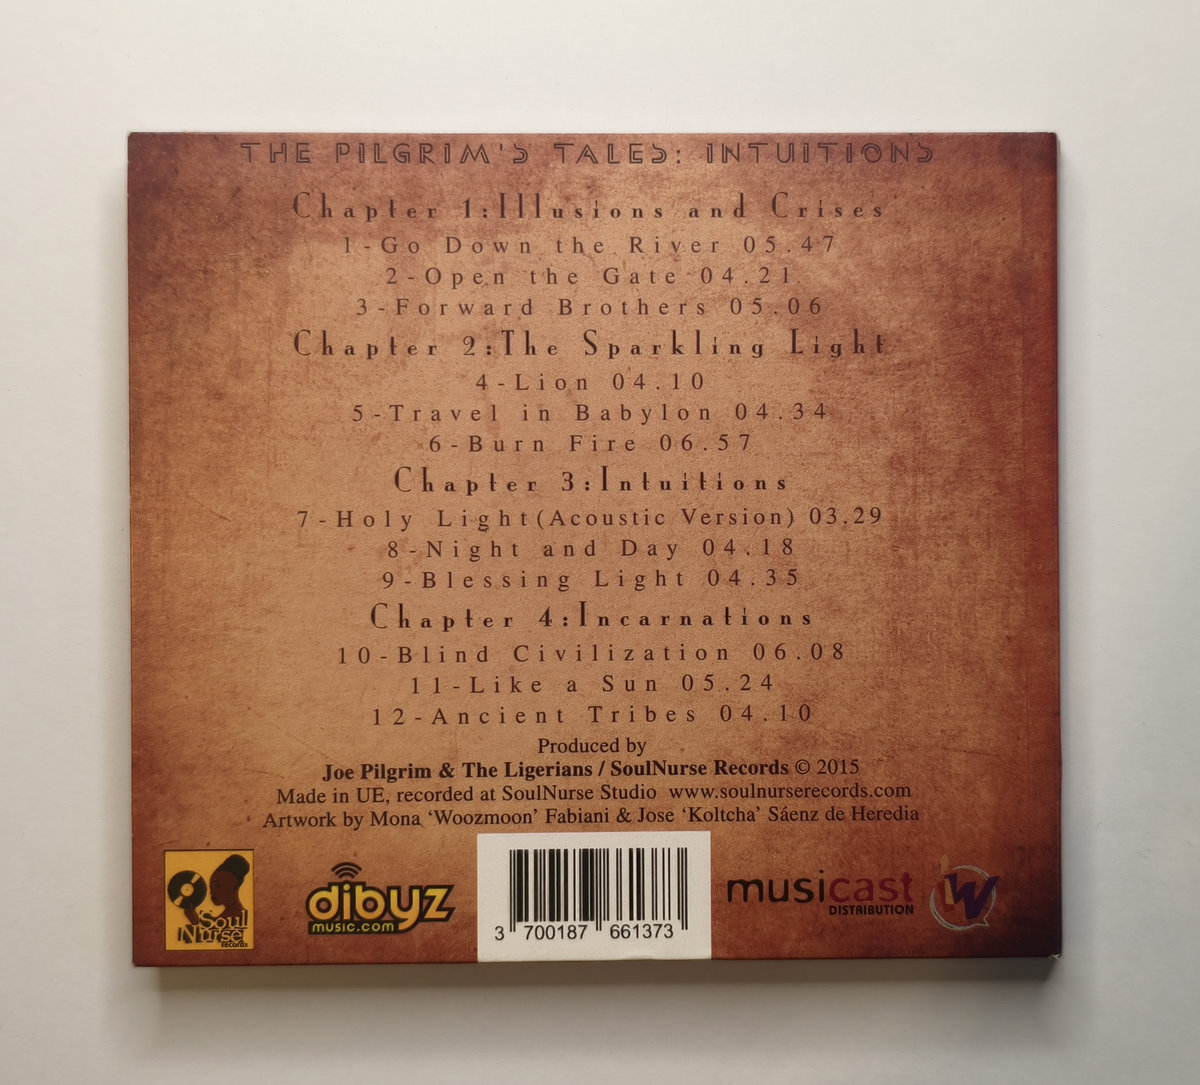 THE PILGRIM'S TALES: INTUITIONS
Chapter 1:Illusions and Crises
1-Go Down the River 05.47
2-Open the Gate 04.21
3-Forward Brothers 05.06
Chapter 2:The Sparkling Light
4-Lion 04.10
5-Travel in Babylon 04.34
6-Burn Fire 06.57
Chapter 3:Intuitions
7-Holy Light(Acoustic Version) 03.29
8-Night and Day 04.18
9-Blessing Light 04.35
Chapter 4:Incarnations
10-Blind Civilization 06.08
11-Like a Sun 05.24
12-Ancient Tribes 04.10
Produced by
Joe Pilgrim & The Ligerians / SoulNurse Records © 2015
Made in UE, recorded at SoulNurse Studio www.soulnurserecords.com
Artwork by Mona ‘Woozmoon’ Fabiani & Jose ‘Koltcha’ Sáenz de Heredia
Soul
Nurse
records
dibyz
music.com
3 700187 661373
musicast
DISTRIBUTION
W